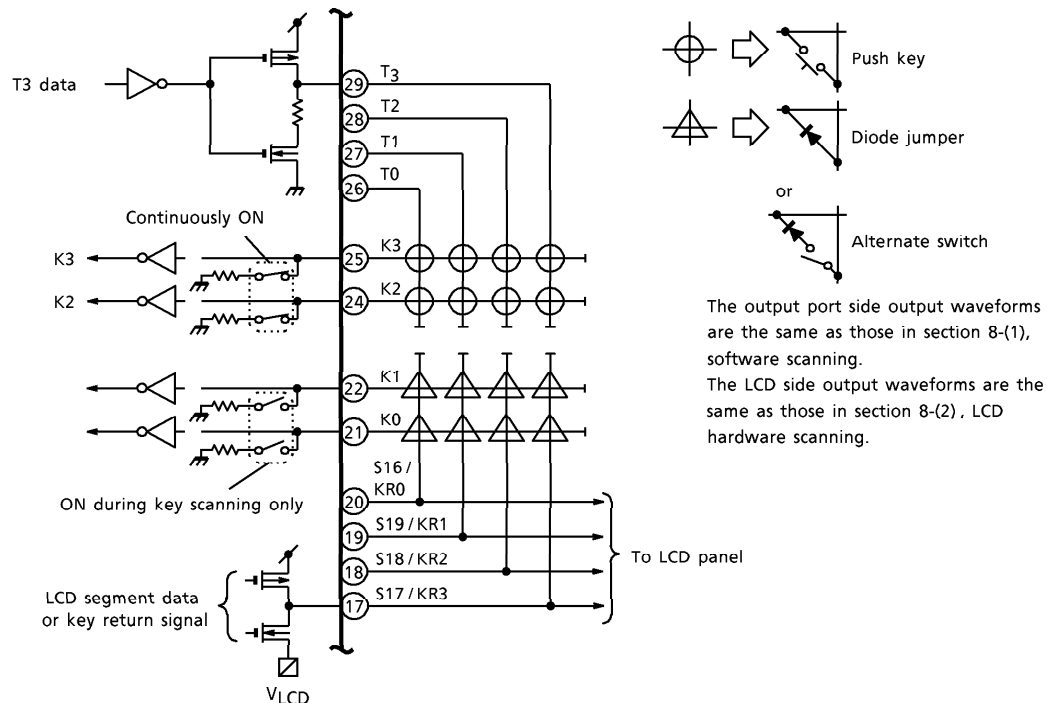 T3 data
29
T3
28
T2
27
T1
26
T0
Continuously ON
K3
25
K3
K2
24
K2
22
K1
21
K0
ON during key scanning only
S16 /
KR0
20
19
S19 / KR1
18
S18 / KR2
17
S17 / KR3
To LCD panel
LCD segment data
or key return signal
VLCD
Push key
Diode jumper
or
Alternate switch
The output port side output waveforms
are the same as those in section 8-(1),
software scanning.
The LCD side output waveforms are the
same as those in section 8-(2) , LCD
hardware scanning.